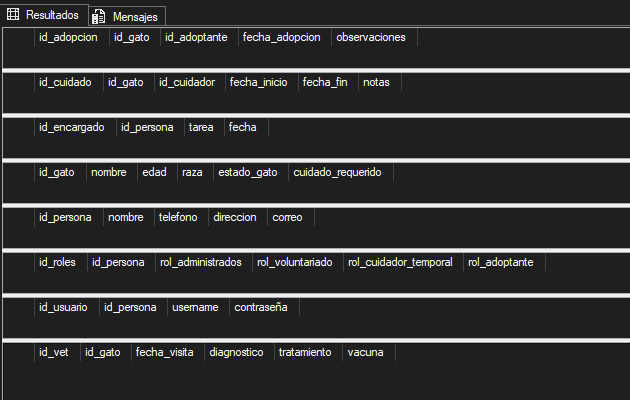 Resultados Mensajes
id_adopcion id_gato id_adoptante fecha_adopcion observaciones
id_cuidado id_gato id_cuidador fecha_inicio fecha_fin notas
id_encargado id_persona tarea fecha
id_gato nombre edad raza estado_gato cuidado_requerido
id_persona nombre telefono direccion correo
id_roles id_persona rol_administrados rol_voluntariado rol_cuidador_temporal rol_adoptante
id_usuario id_persona username contraseña
id_vet id_gato fecha_visita diagnostico tratamiento vacuna